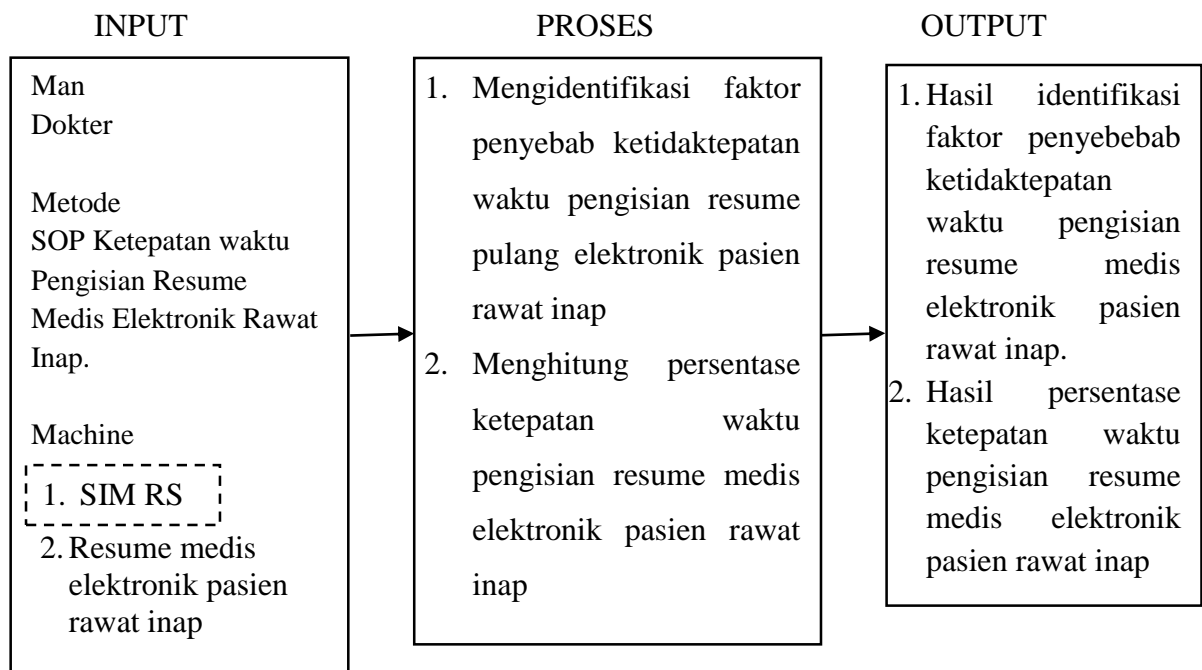 INPUT
Man
Dokter
Metode
SOP Ketepatan waktu
Pengisian Resume
Medis Elektronik Rawat
Inap.
Machine
1. SIM RS
2. Resume medis
elektronik pasien
rawat inap
PROSES
1. Mengidentifikasi faktor
penyebab ketidaktepatan
waktu pengisian resume
pulang elektronik pasien
rawat inap
2. Menghitung persentase
ketepatan waktu
pengisian resume medis
elektronik pasien rawat
inap
OUTPUT
1. Hasil identifikasi
faktor penyebebab
ketidaktepatan
waktu pengisian
resume medis
elektronik pasien
rawat inap.
2. Hasil persentase
ketepatan waktu
pengisian resume
medis elektronik
pasien rawat inap